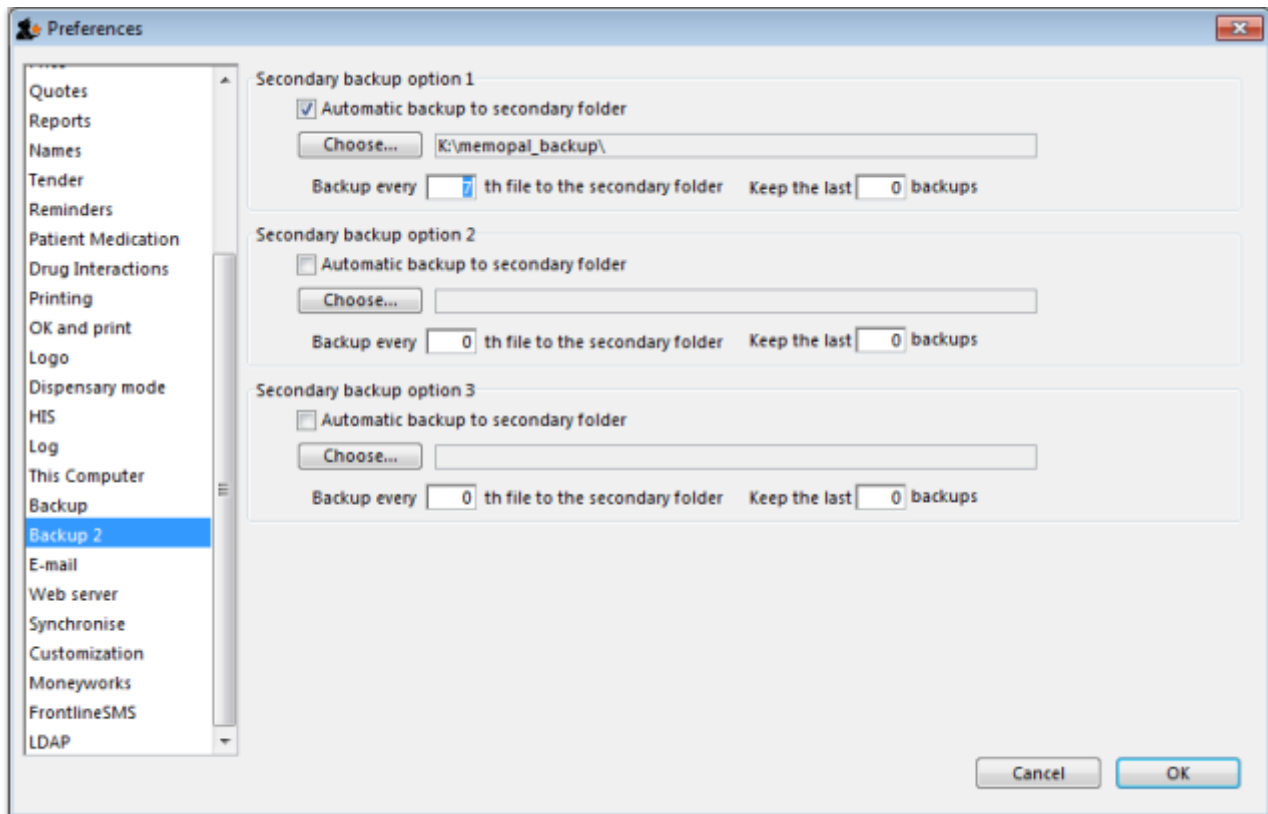 Preferences
Quotes
Reports
Names
Tender
Reminders
Patient Medication
Drug Interactions
Printing
OK and print
Logo
Dispensary mode
HIS
Log
This Computer
Backup
Backup 2
E-mail
Web server
Synchronise
Customization
Moneyworks
FrontlineSMS
LDAP
Secondary backup option 1
Automatic backup to secondary folder
Choose... K:\memopal_backup\
Backup every 7 th file to the secondary folder Keep the last 0 backups
Secondary backup option 2
Automatic backup to secondary folder
Choose...
Backup every 0 th file to the secondary folder Keep the last 0 backups
Secondary backup option 3
Automatic backup to secondary folder
Choose...
Backup every 0 th file to the secondary folder Keep the last 0 backups
Cancel OK